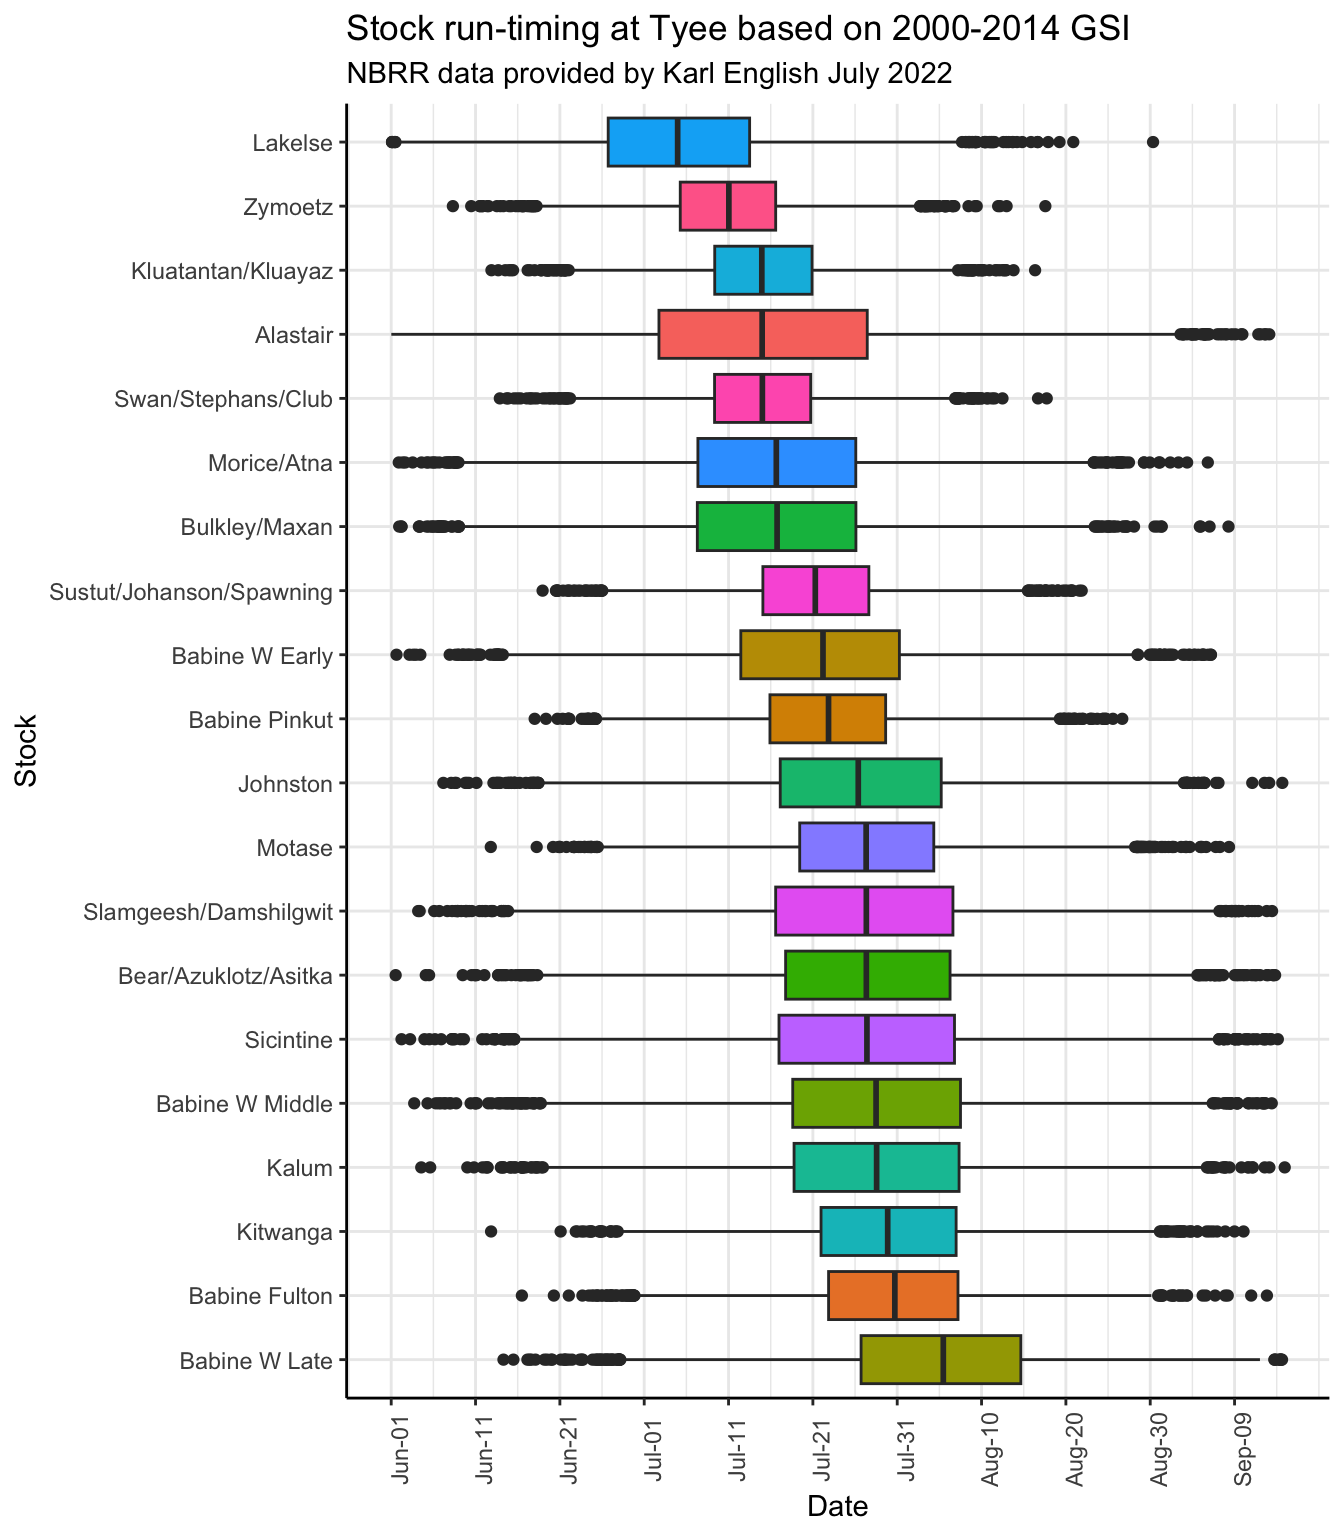 Stock run-timing at Tyee based on 2000-2014 GSI
NBRR data provided by Karl English July 2022
Stock
Lakelse
Zymoetz
Kluatantan/Kluayaz
Alastair
Swan/Stephans/Club
Morice/Atna
Bulkley/Maxan
Sustut/Johanson/Spawning
Babine W Early
Babine Pinkut
Johnston
Motase
Slamgeesh/Damshilgwit
Bear/Azuklotz/Asitka
Sicintine
Babine W Middle
Kalum
Kitwanga
Babine Fulton
Babine W Late
Jun-01
Jun-11
Jun-21
Jul-01
Jul-11
Jul-21
Jul-31
Aug-10
Aug-20
Aug-30
Sep-09
Date